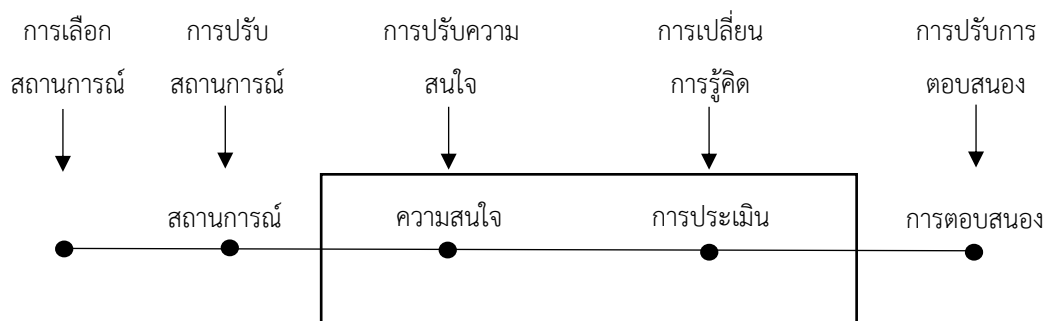 การเลือก
สถานการณ์
การปรับ
สถานการณ์
การปรับความ
สนใจ
การเปลี่ยน
การรู้คิด
การปรับการ
ตอบสนอง
สถานการณ์
ความสนใจ
การประเมิน
การตอบสนอง